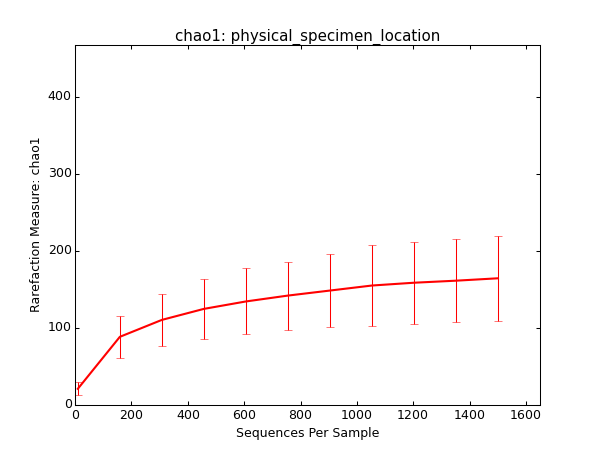 chao1: physical_specimen_location
400
300
200
100
0
0 200 400 600 800 1000 1200 1400 1600
Rarefaction Measure: chao1
Sequences Per Sample